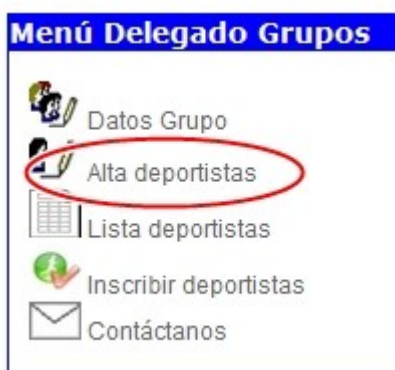 Menú Delegado Grupos
Datos Grupo
Alta deportistas
Lista deportistas
Inscribir deportistas
Contáctanos